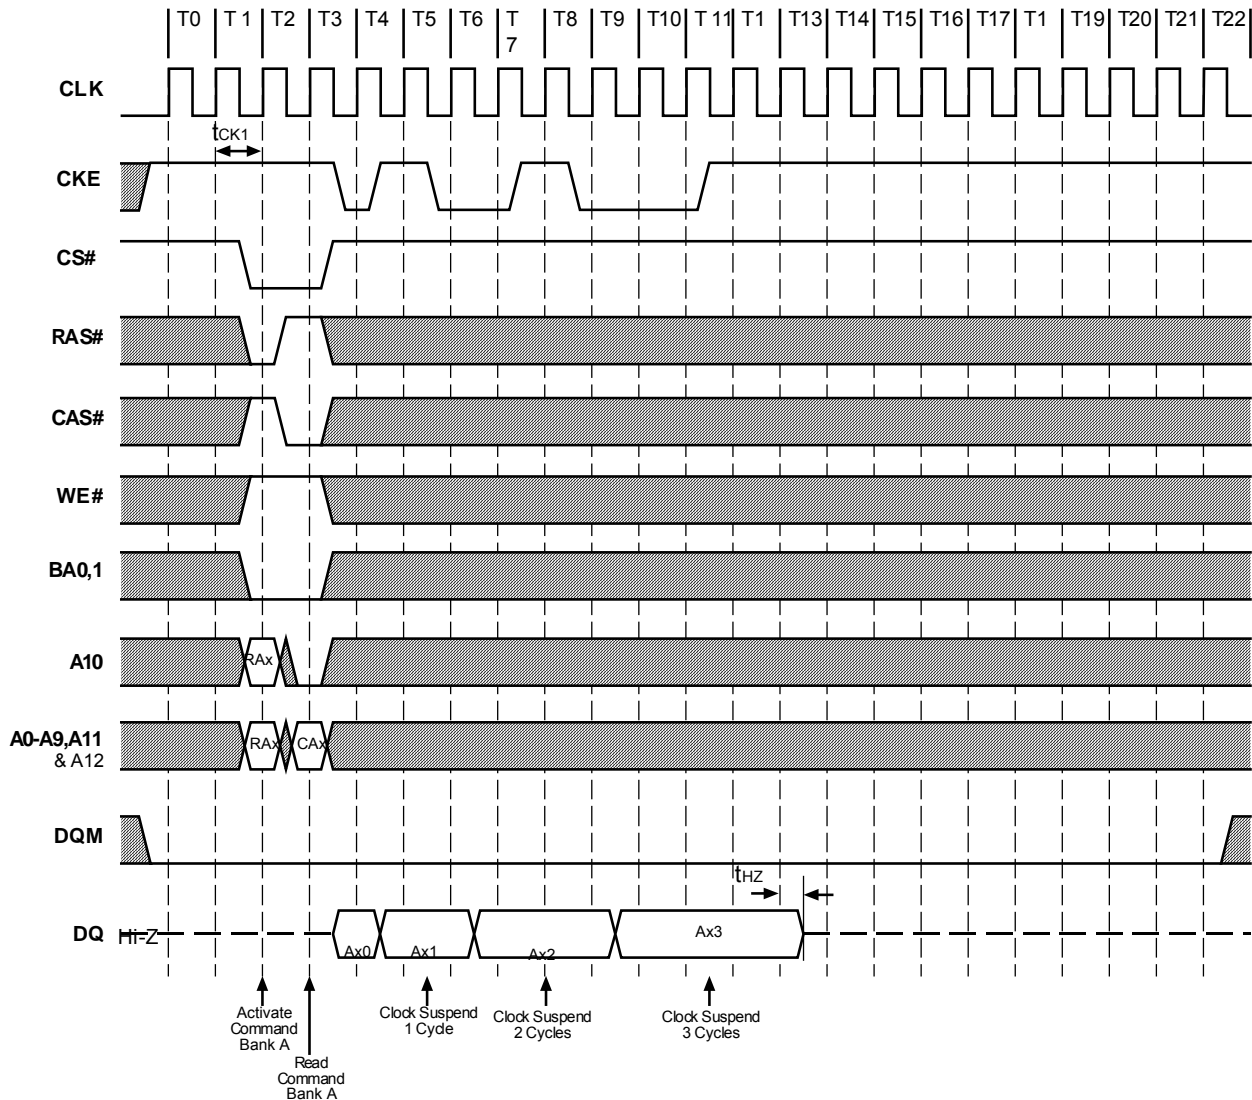 T0 T 1 T2 T3 T4 T5 T6 T T8 T9 T10 T 11 T1 T13 T14 T15 T16 T17 T1 T19 T20 T21 T22
7
CLK
tCK1
CKE
CS#
RAS#
CAS#
WE#
BA0,1
A10
RAx
A0-A9,A11
& A12
RAx CAx
DQM
tHZ
DQ Hi-Z
Ax0 Ax1 Ax2 Ax3
Activate
Command
Bank A
Read
Command
Bank A
Clock Suspend
1 Cycle
Clock Suspend
2 Cycles
Clock Suspend
3 Cycles